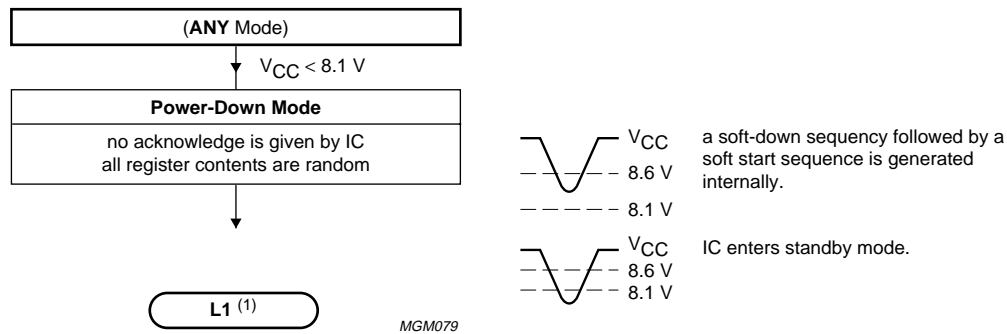 (ANY Mode)
VCC < 8.1 V
Power-Down Mode
no acknowledge is given by IC
all register contents are random
L1 (1)
VCC
8.6 V
8.1 V
a soft-down sequency followed by a
soft start sequence is generated
internally.
VCC
8.6 V
8.1 V
IC enters standby mode.
MGM079